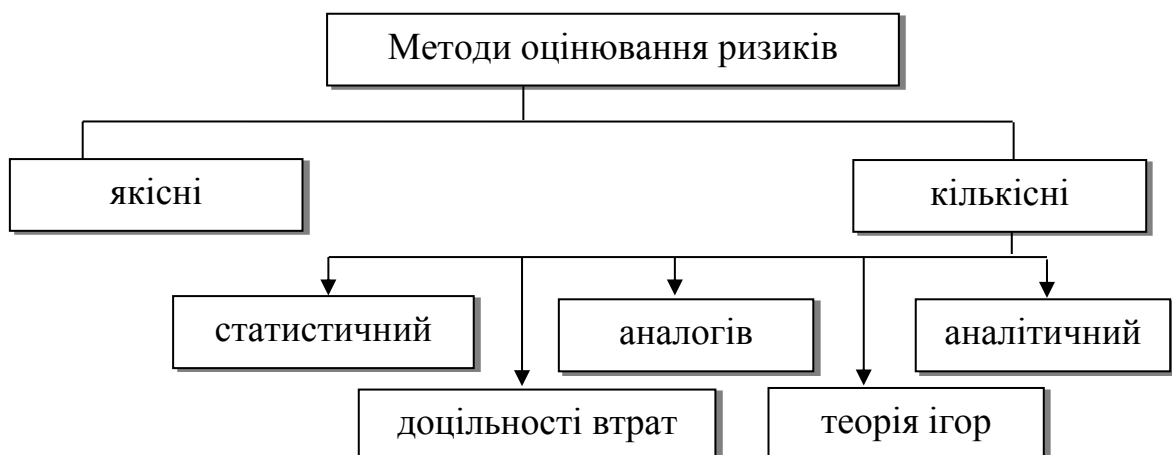 Методи оцінювання ризиків
якісні
кількісні
статистичний
аналогів
аналітичний
доцільності втрат
теорія ігор